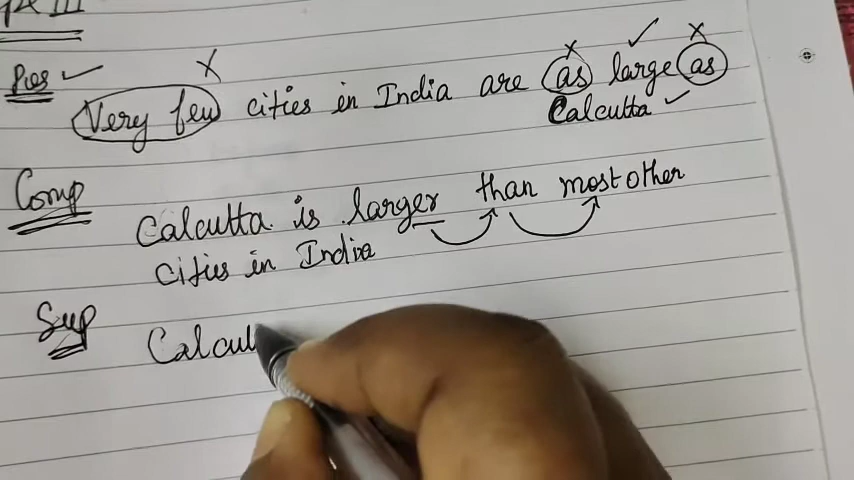 III
Pos ✓ Very few cities in India are as large as
Calcutta ✓
Comp Calcutta is larger than most other
cities in India
Sup Calcul